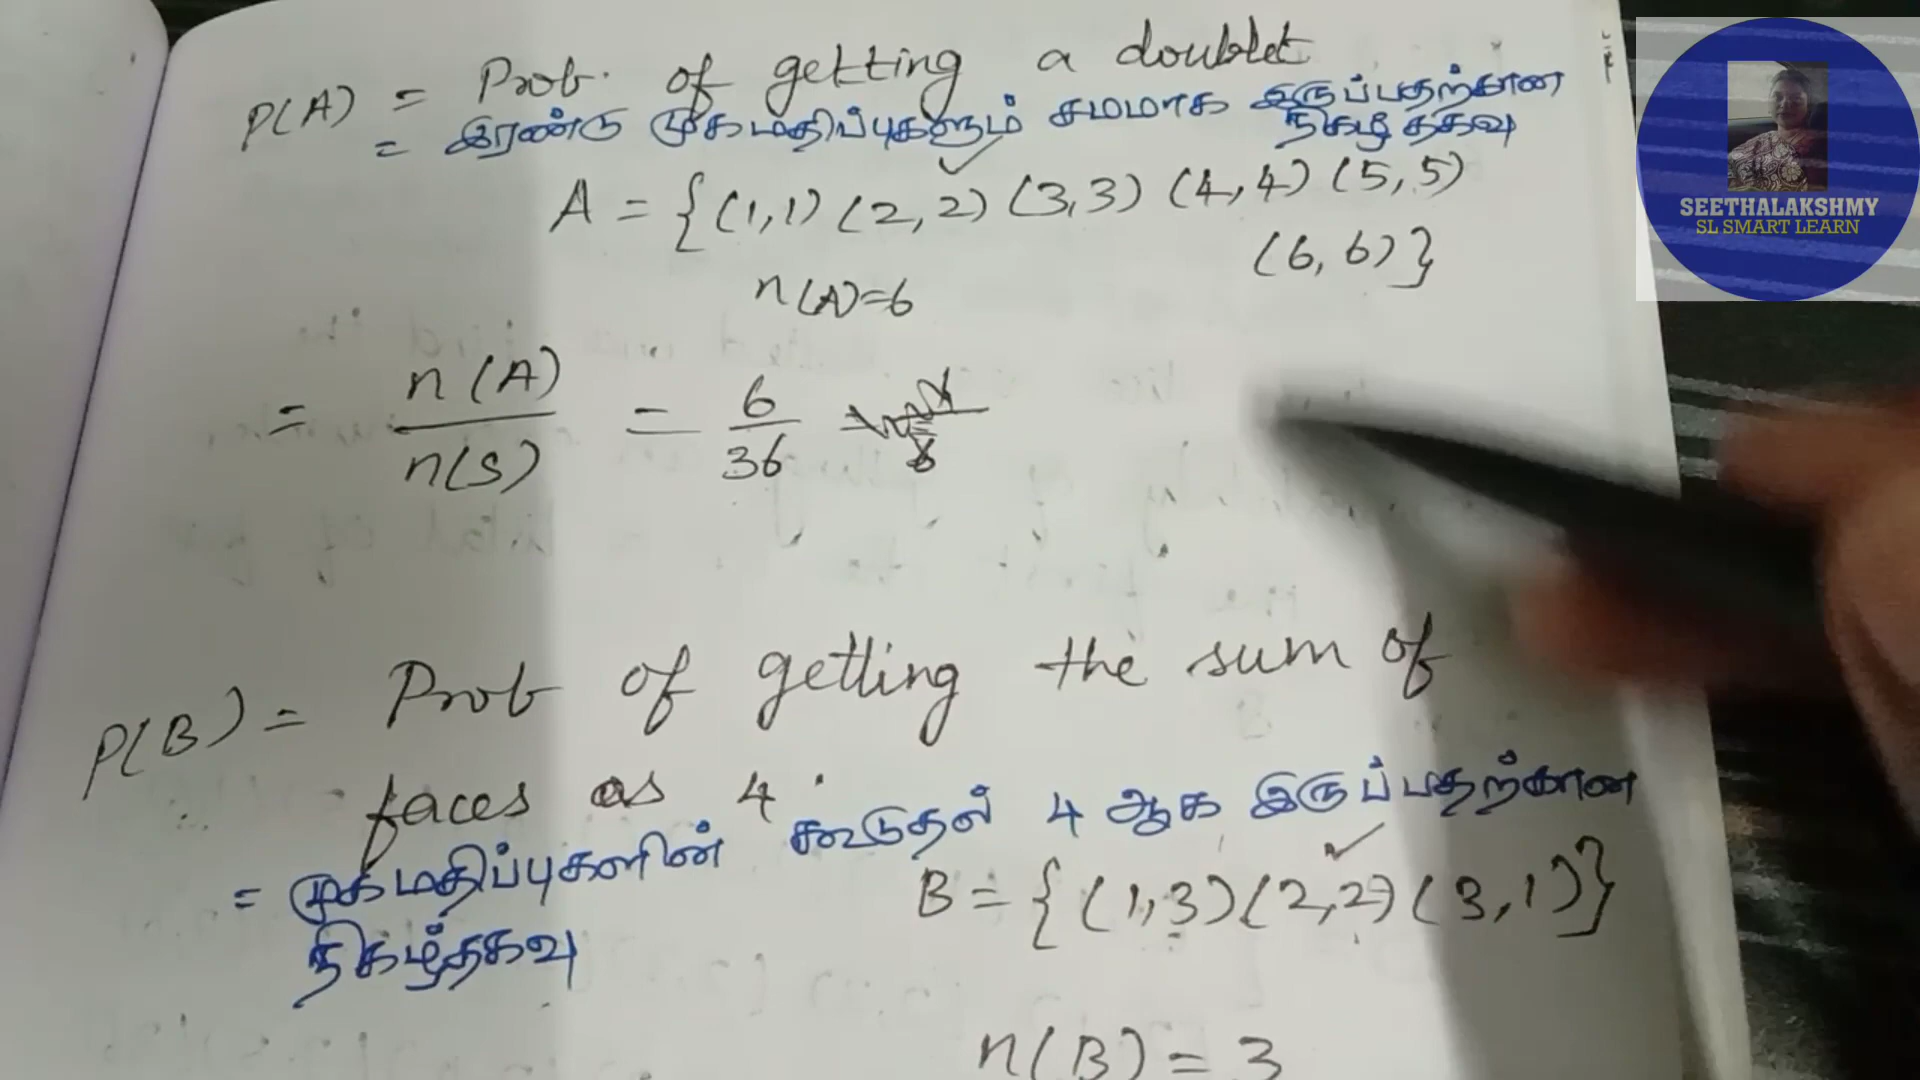 P(A) = Prob. of getting a doublet
= இரண்டு முகமதிப்புகளும் சமமாக இருப்பதற்கான நிகழ்தகவு
A = {(1,1) (2,2) (3,3) (4,4) (5,5)
(6,6)}
n(A)=6
= n(A)/n(S) = 6/36
P(B) = Prob of getting the sum of
faces as 4.
= முகமதிப்புகளின் கூடுதல் 4 ஆக இருப்பதற்கான
நிகழ்தகவு
B = {(1,3)(2,2)(3,1)}
n(B) = 3
SEETHALAKSHMY
SL SMART LEARN